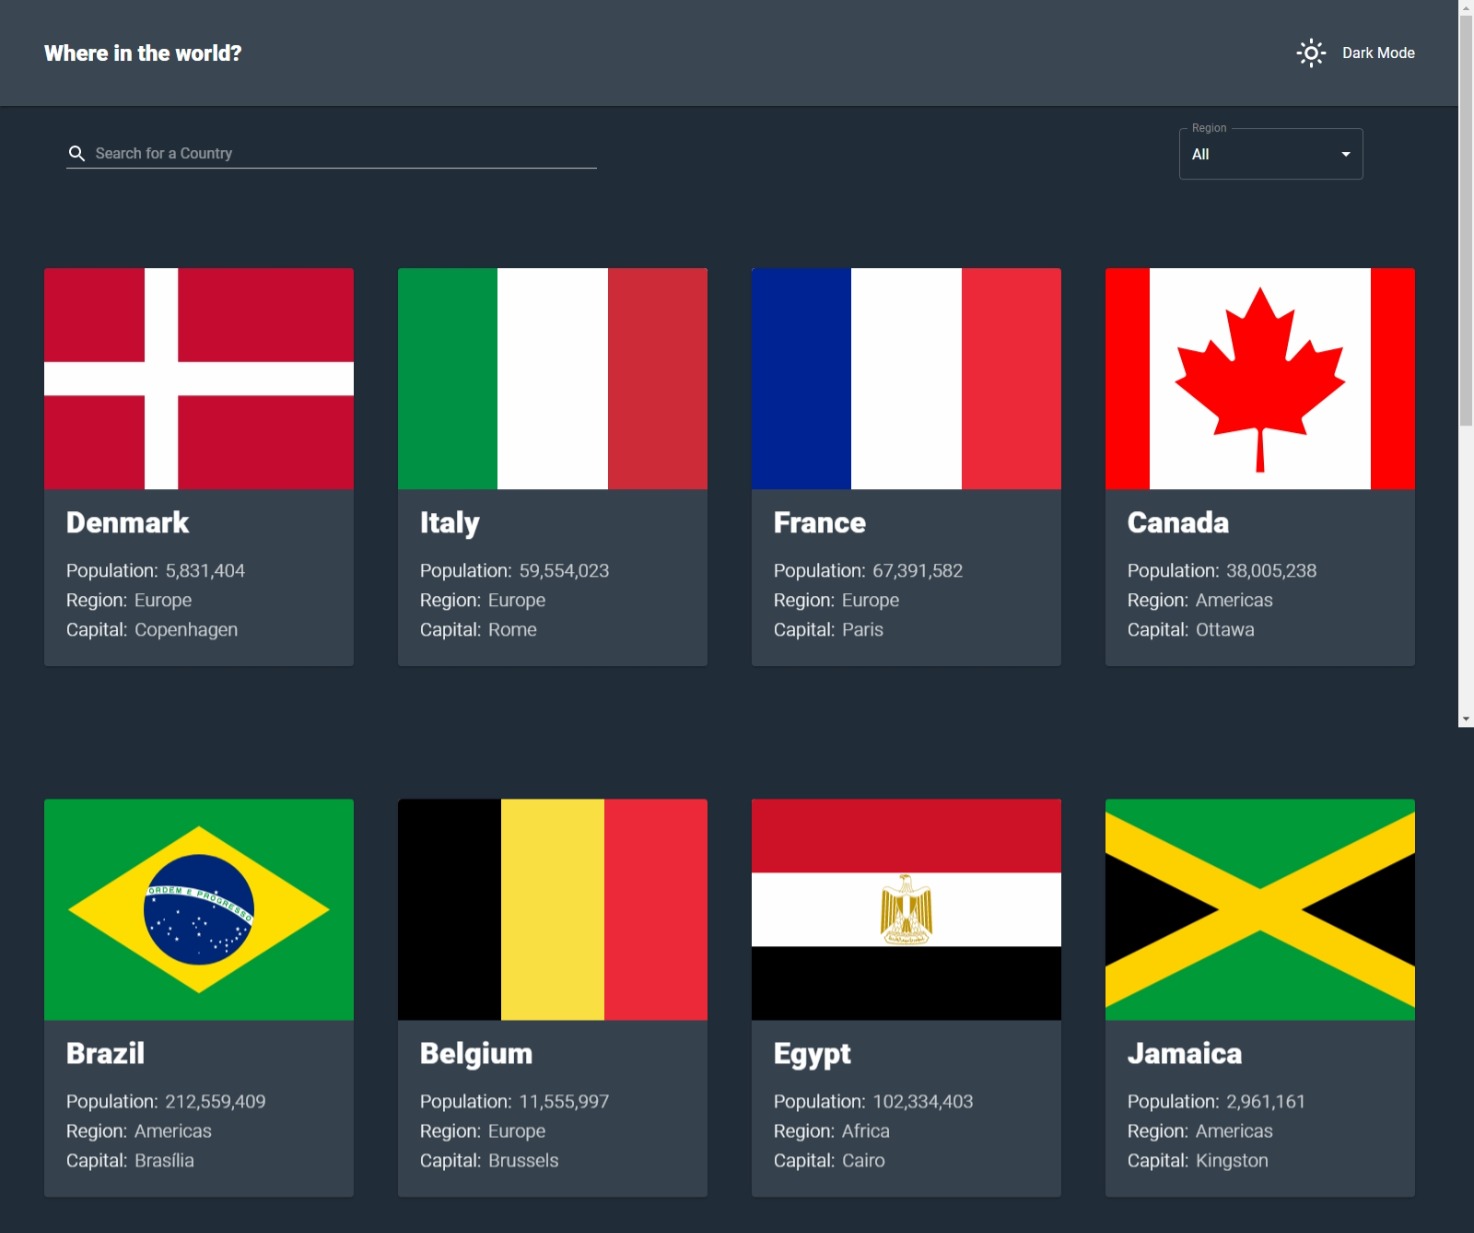 Where in the world?
Dark Mode
Search for a Country
Region
All
Denmark
Population: 5,831,404
Region: Europe
Capital: Copenhagen
Italy
Population: 59,554,023
Region: Europe
Capital: Rome
France
Population: 67,391,582
Region: Europe
Capital: Paris
Canada
Population: 38,005,238
Region: Americas
Capital: Ottawa
ORDEM E PROGRESSO
Brazil
Population: 212,559,409
Region: Americas
Capital: Brasília
Belgium
Population: 11,555,997
Region: Europe
Capital: Brussels
Egypt
Population: 102,334,403
Region: Africa
Capital: Cairo
Jamaica
Population: 2,961,161
Region: Americas
Capital: Kingston